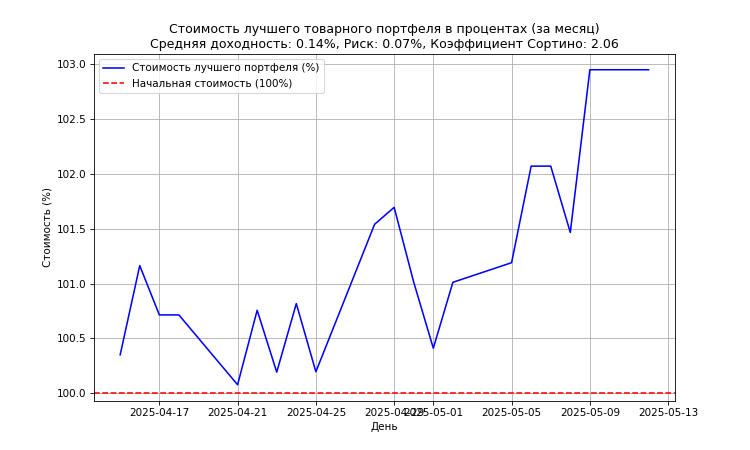 Стоимость лучшего товарного портфеля в процентах (за месяц)
Средняя доходность: 0.14%, Риск: 0.07%, Коэффициент Сортино: 2.06
Стоимость лучшего портфеля (%)
Начальная стоимость (100%)
Стоимость (%)
103.0
102.5
102.0
101.5
101.0
100.5
100.0
2025-04-17
2025-04-21
2025-04-25
2025-04-29
2025-05-01
2025-05-05
2025-05-09
2025-05-13
День